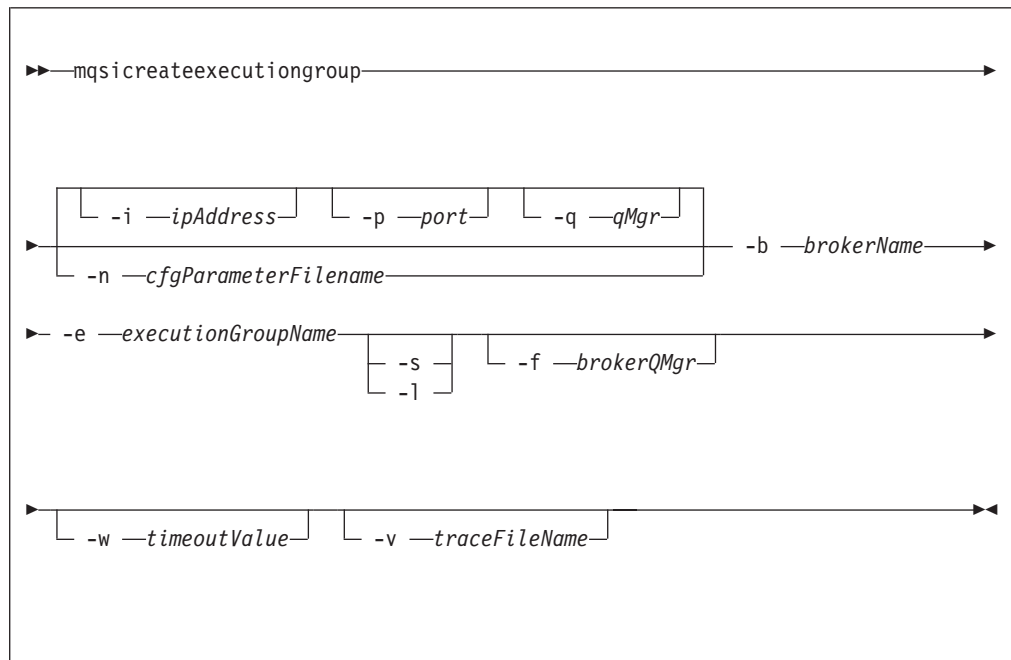 mqsicreateexecutiongroup
-i ipAddress -p port -q qMgr
-b brokerName
-n cfgParameterFilename
-e executionGroupName
-s -f brokerQMgr
-l
-w timeoutValue -v traceFileName